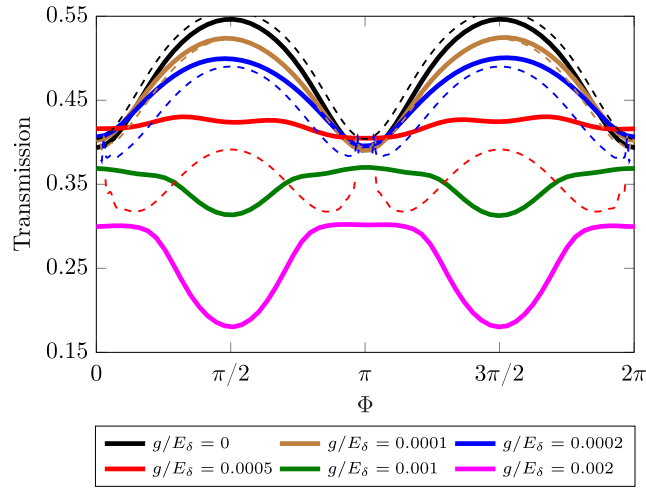 0.55
0.45
0.35
0.25
0.15
Transmission
0 π/2 π 3π/2 2π
Φ
g/E_δ = 0 g/E_δ = 0.0001 g/E_δ = 0.0002
g/E_δ = 0.0005 g/E_δ = 0.001 g/E_δ = 0.002